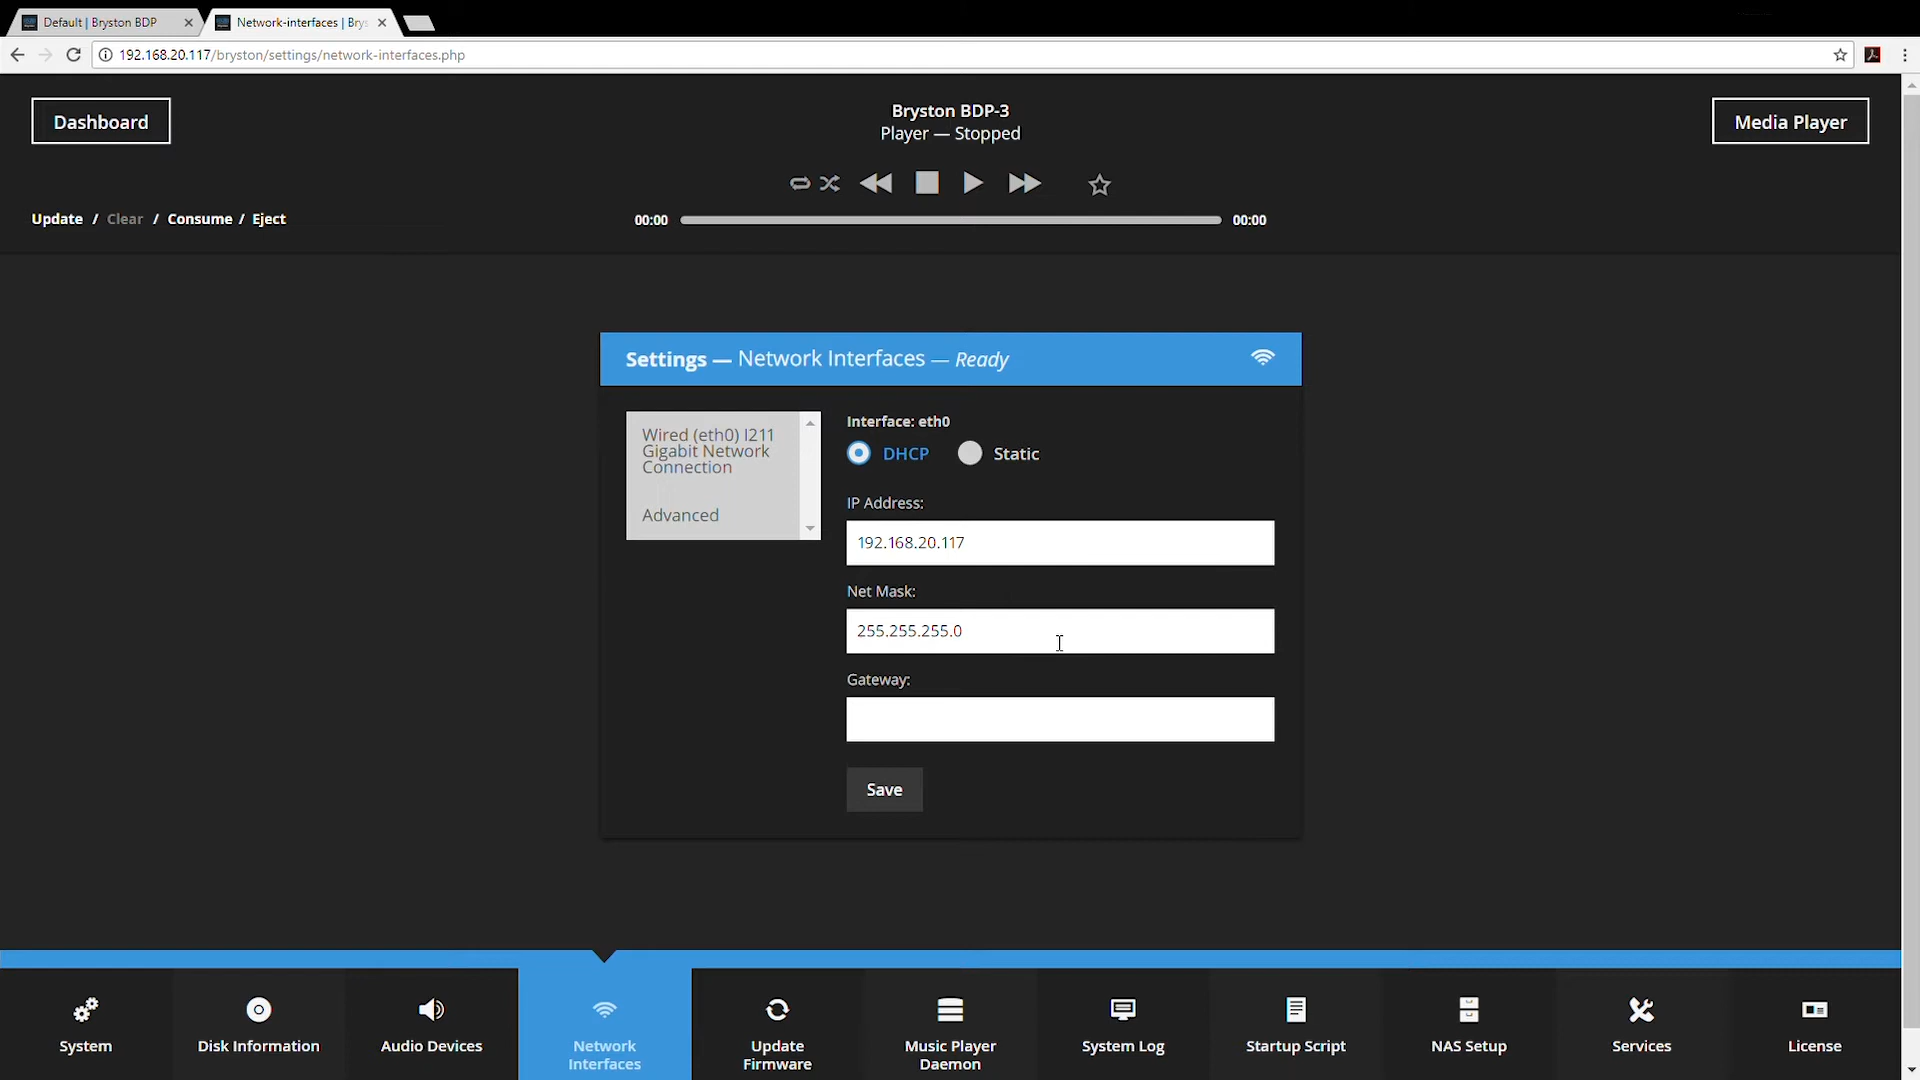 Default | Bryston BDP
Network-interfaces | Brys
192.168.20.117/bryston/settings/network-interfaces.php
Dashboard
Bryston BDP-3
Player — Stopped
Media Player
Update / Clear / Consume / Eject
00:00
00:00
Settings — Network Interfaces — Ready
Wired (eth0) I211
Gigabit Network
Connection
Advanced
Interface: eth0
DHCP
Static
IP Address:
192.168.20.117
Net Mask:
255.255.255.0
Gateway:
Save
System
Disk Information
Audio Devices
Network
Interfaces
Update
Firmware
Music Player
Daemon
System Log
Startup Script
NAS Setup
Services
License